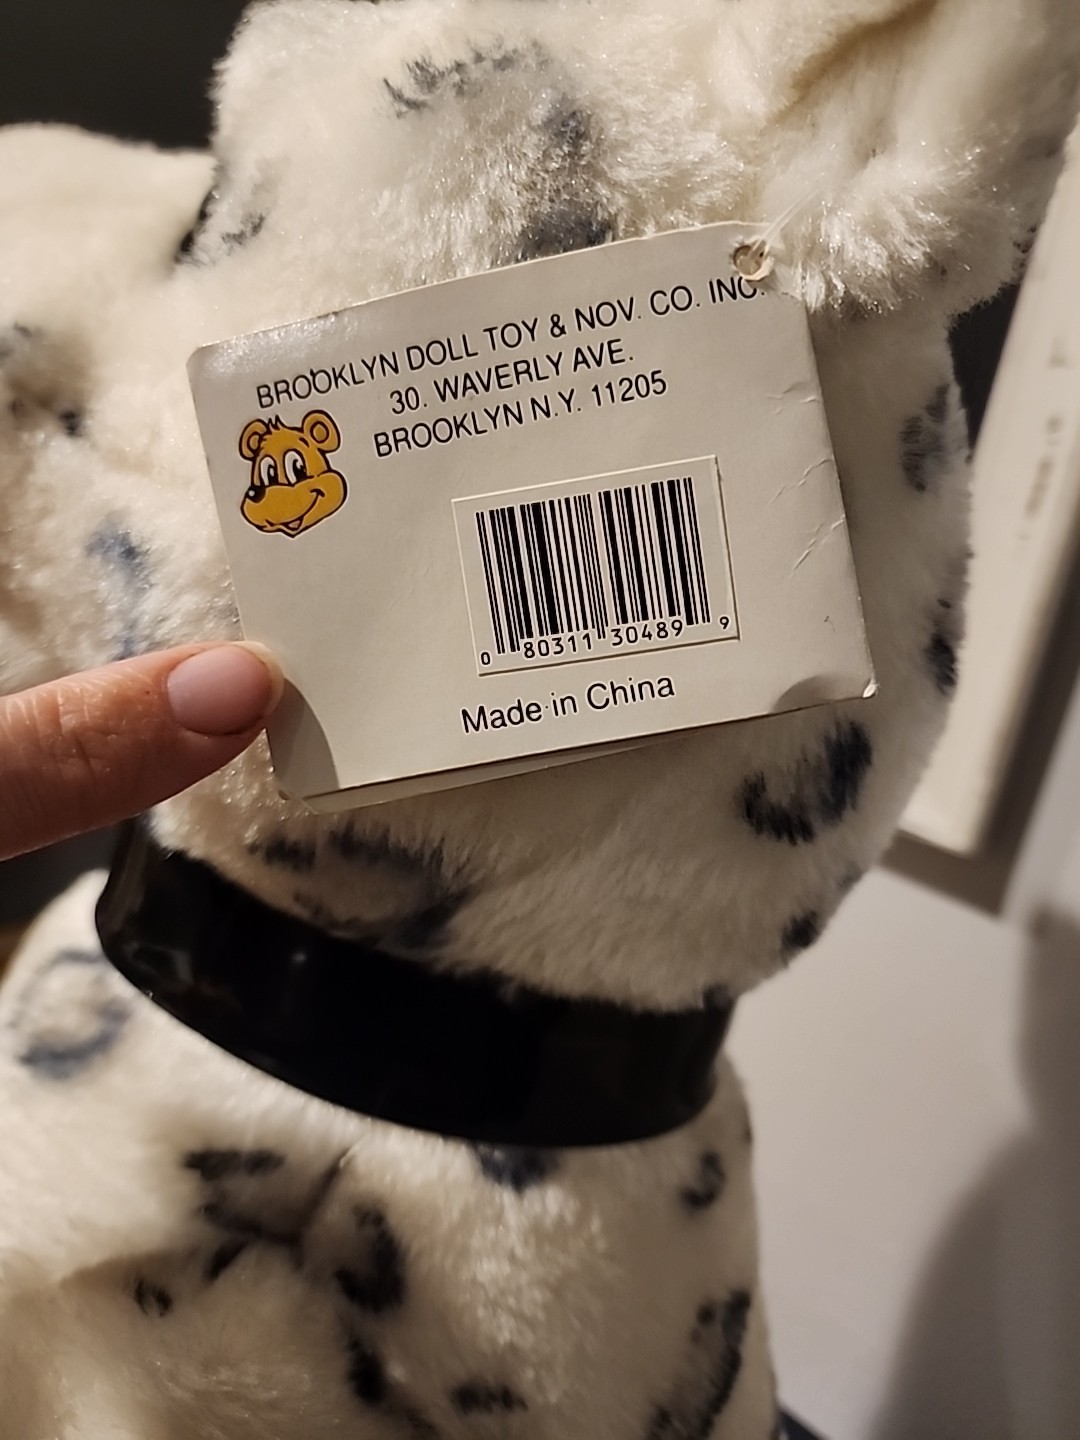 BROOKLYN DOLL TOY & NOV. CO. INC.
30. WAVERLY AVE.
BROOKLYN N.Y. 11205
0 80311 30489 9
Made in China